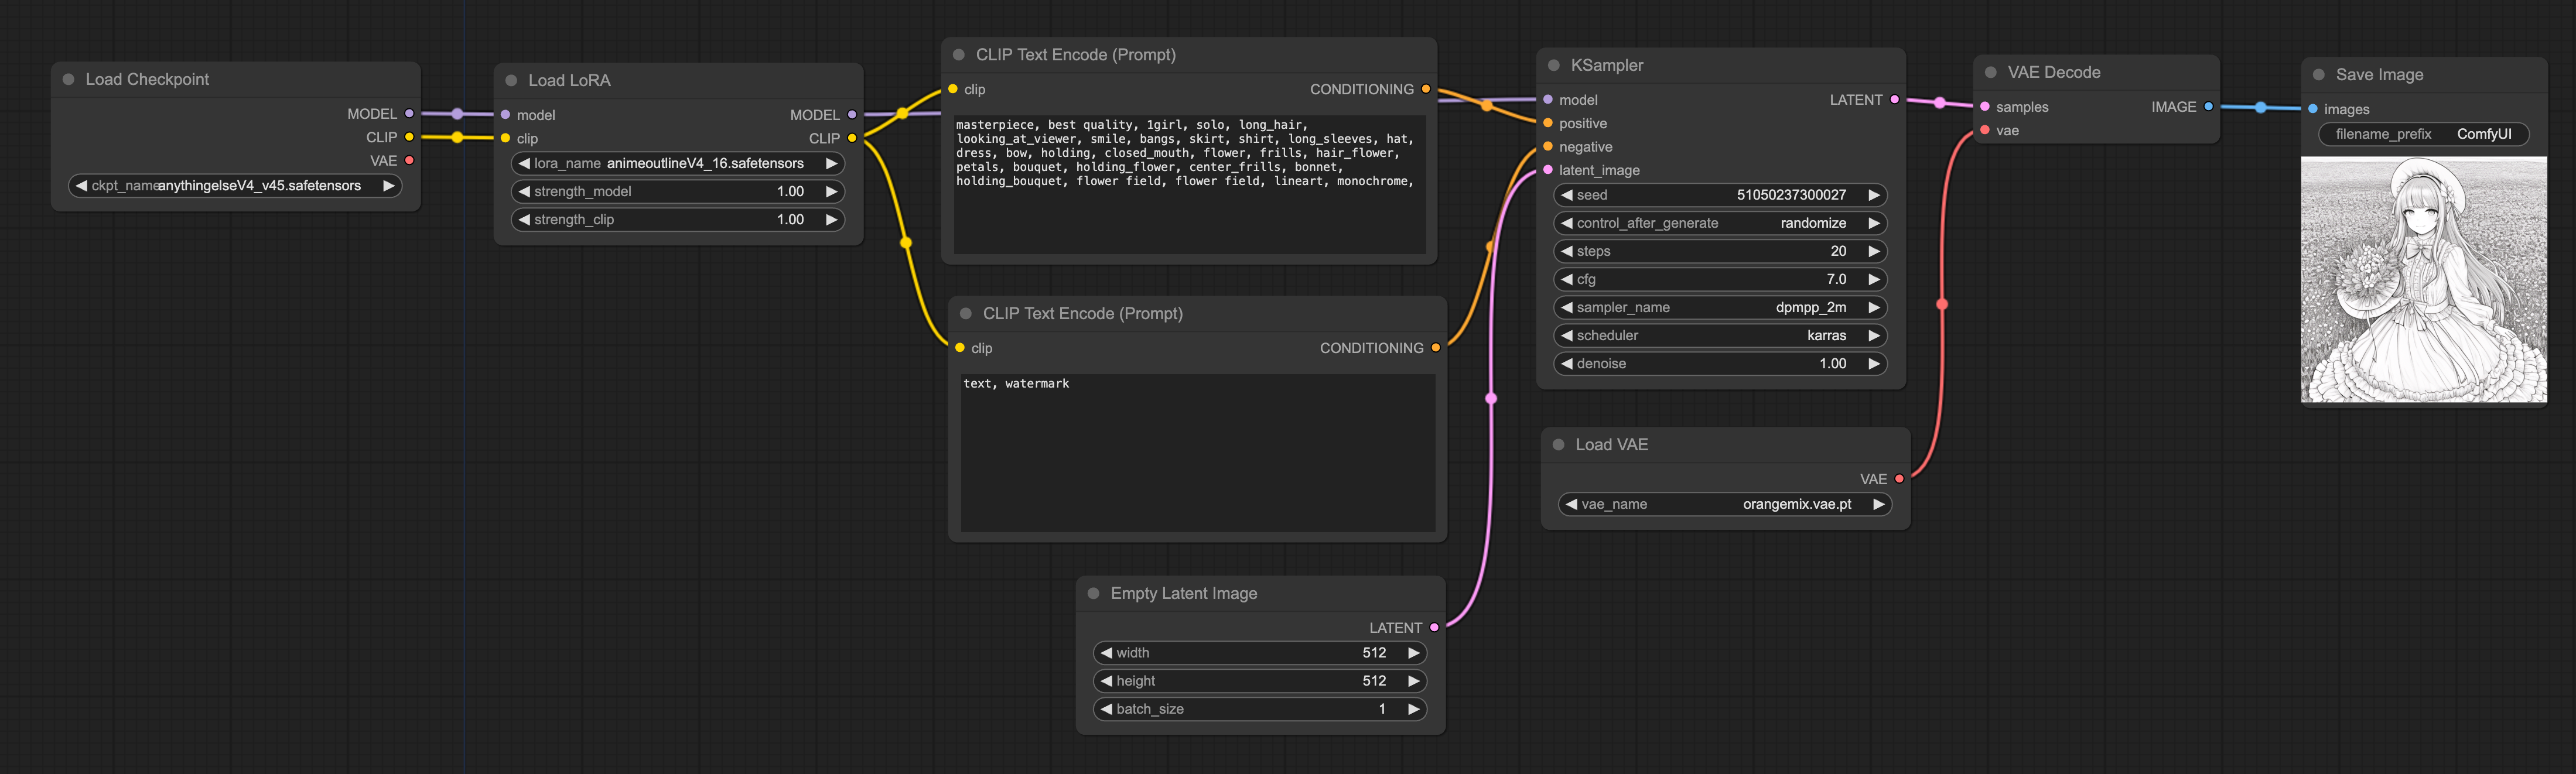 Load Checkpoint
MODEL
CLIP
VAE
ckpt_name anythingelseV4_v45.safetensors
Load LoRA
model MODEL
clip CLIP
lora_name animeoutlineV4_16.safetensors
strength_model 1.00
strength_clip 1.00
CLIP Text Encode (Prompt)
clip CONDITIONING
masterpiece, best quality, 1girl, solo, long_hair,
looking_at_viewer, smile, bangs, skirt, shirt, long_sleeves, hat,
dress, bow, holding, closed_mouth, flower, frills, hair_flower,
petals, bouquet, holding_flower, center_frills, bonnet,
holding_bouquet, flower field, flower field, lineart, monochrome,
CLIP Text Encode (Prompt)
clip CONDITIONING
text, watermark
Empty Latent Image
LATENT
width 512
height 512
batch_size 1
KSampler
model LATENT
positive
negative
latent_image
seed 51050237300027
control_after_generate randomize
steps 20
cfg 7.0
sampler_name dpmpp_2m
scheduler karras
denoise 1.00
Load VAE
VAE
vae_name orangemix.vae.pt
VAE Decode
samples IMAGE
vae
Save Image
images
filename_prefix ComfyUI